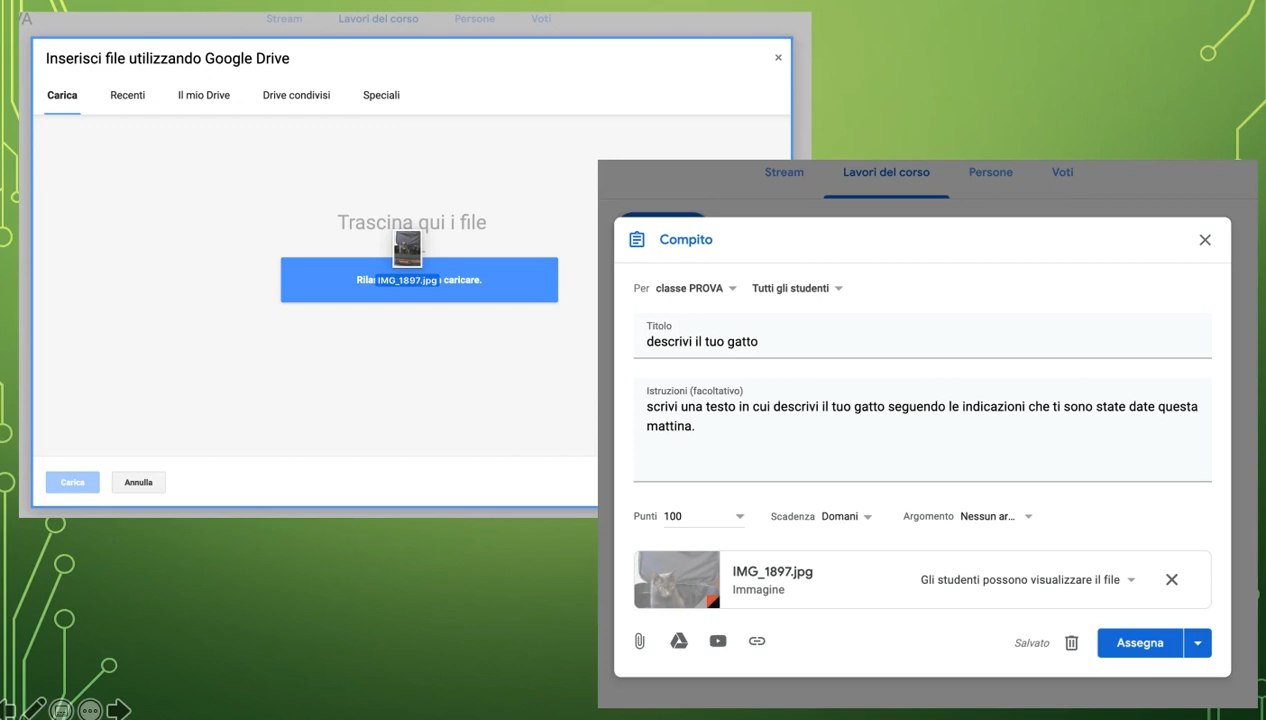 Stream Lavori del corso Persone Voti
Inserisci file utilizzando Google Drive
Carica Recenti Il mio Drive Drive condivisi Speciali
Trascina qui i file
IMG_1897.jpg
caricare.
Carica Annulla
Stream Lavori del corso Persone Voti
Compito
Per classe PROVA Tutti gli studenti
Titolo
descrivi il tuo gatto
Istruzioni (facoltativo)
scrivi una testo in cui descrivi il tuo gatto seguendo le indicazioni che ti sono state date questa
mattina.
Punti 100 Scadenza Domani Argomento Nessun ar...
IMG_1897.jpg
Immagine
Gli studenti possono visualizzare il file
Salvato Assegna